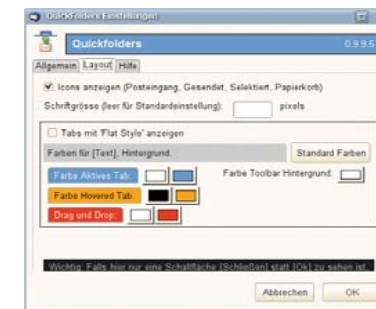 QuickFolders Einstellungen
Quickfolders 0.9.9.5
Allgemein Layout Hilfe
Icons anzeigen (Posteingang, Gesendet, Selektiert, Papierkorb)
Schriftgrösse (leer für Standardeinstellung): pixels
Tabs mit 'Flat Style' anzeigen
Farben für [Text], Hintergrund: Standard Farben
Farbe Aktives Tab: Farbe Toolbar Hintergrund:
Farbe Hovered Tab:
Drag und Drop:
Wichtig: Falls hier nur eine Schaltfläche [Schließen] statt [Ok] zu sehen ist,
Abbrechen OK